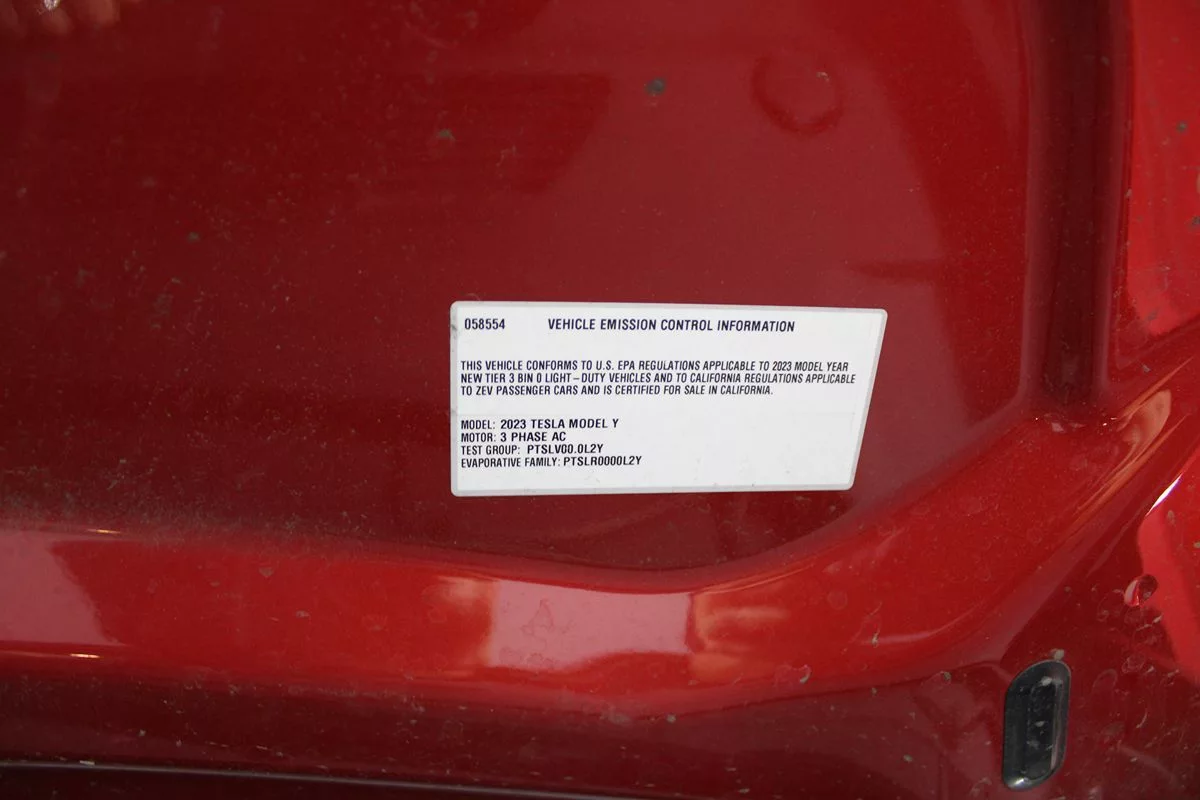 058554 VEHICLE EMISSION CONTROL INFORMATION
THIS VEHICLE CONFORMS TO U.S. EPA REGULATIONS APPLICABLE TO 2023 MODEL YEAR
NEW TIER 3 BIN 0 LIGHT-DUTY VEHICLES AND TO CALIFORNIA REGULATIONS APPLICABLE
TO ZEV PASSENGER CARS AND IS CERTIFIED FOR SALE IN CALIFORNIA.
MODEL: 2023 TESLA MODEL Y
MOTOR: 3 PHASE AC
TEST GROUP: PTSLV00.0L2Y
EVAPORATIVE FAMILY: PTSLR0000L2Y